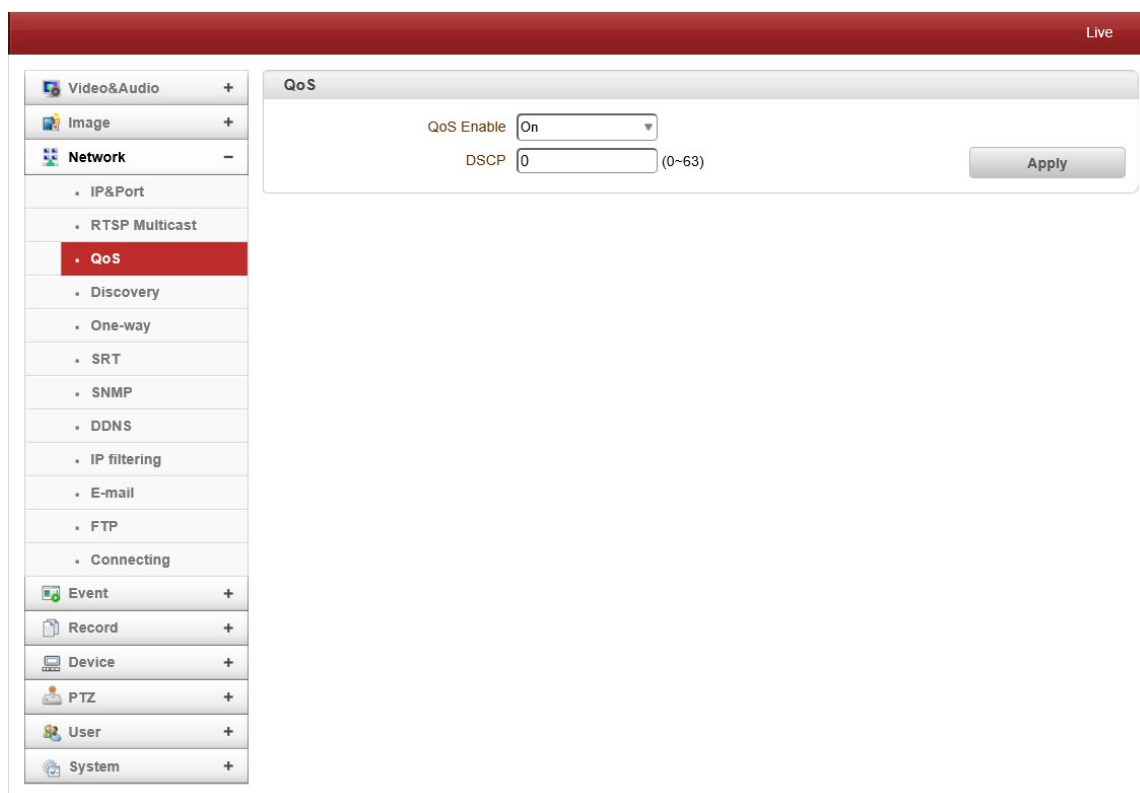 Live
Video&Audio +
Image +
Network –
IP&Port
RTSP Multicast
QoS
Discovery
One-way
SRT
SNMP
DDNS
IP filtering
E-mail
FTP
Connecting
Event +
Record +
Device +
PTZ +
User +
System +
QoS
QoS Enable On
DSCP 0 (0~63)
Apply